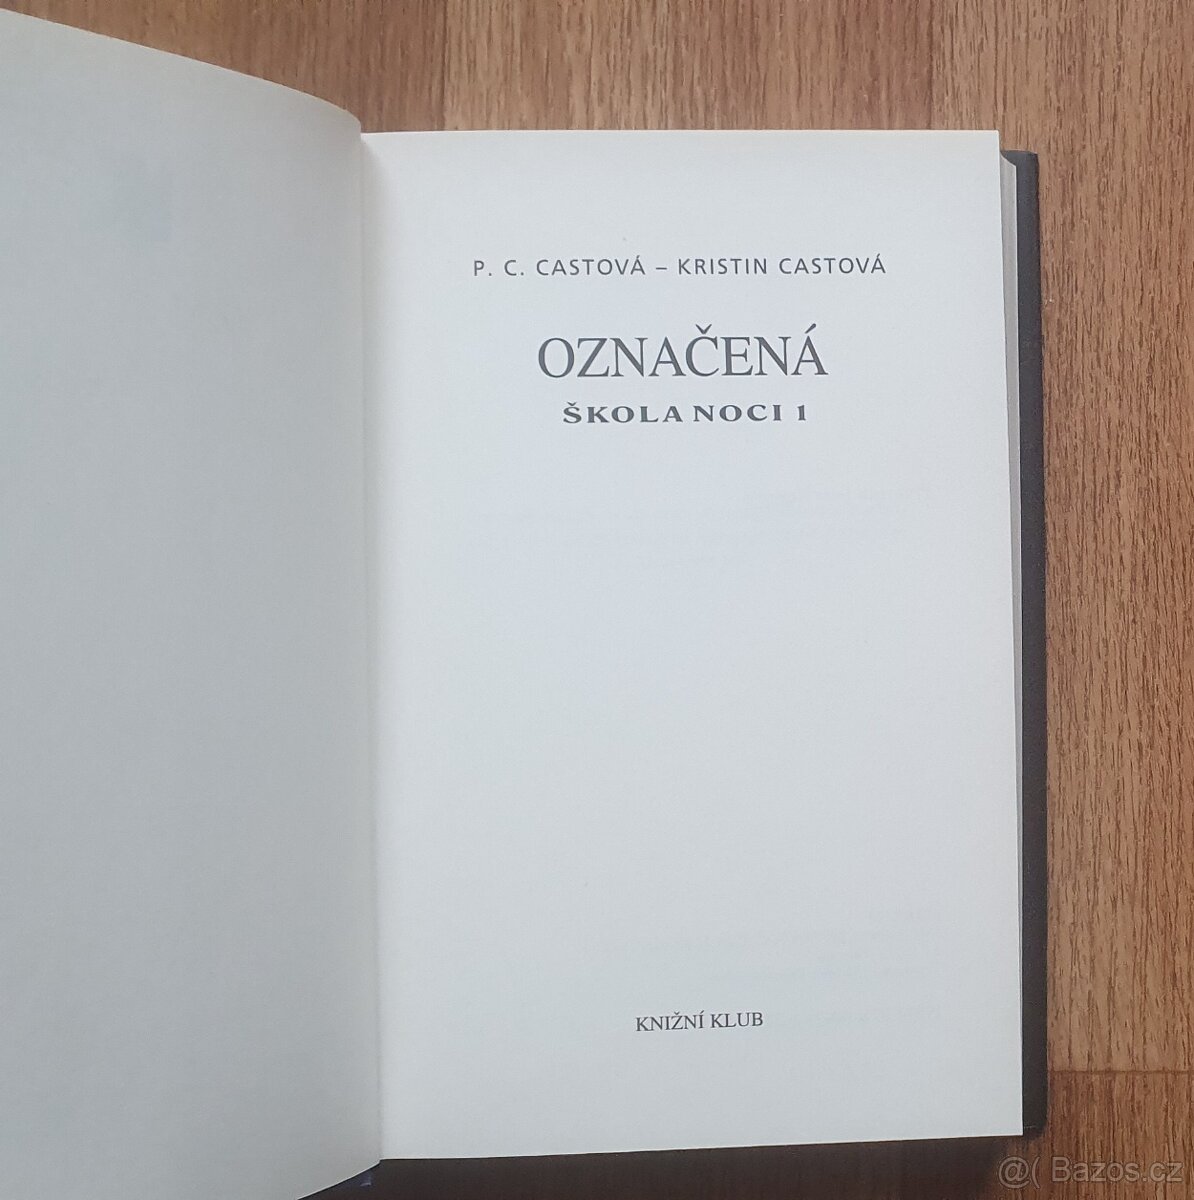 P. C. CASTOVÁ – KRISTIN CASTOVÁ
OZNAČENÁ
ŠKOLA NOCI 1
KNIŽNÍ KLUB
@( Bazos.cz